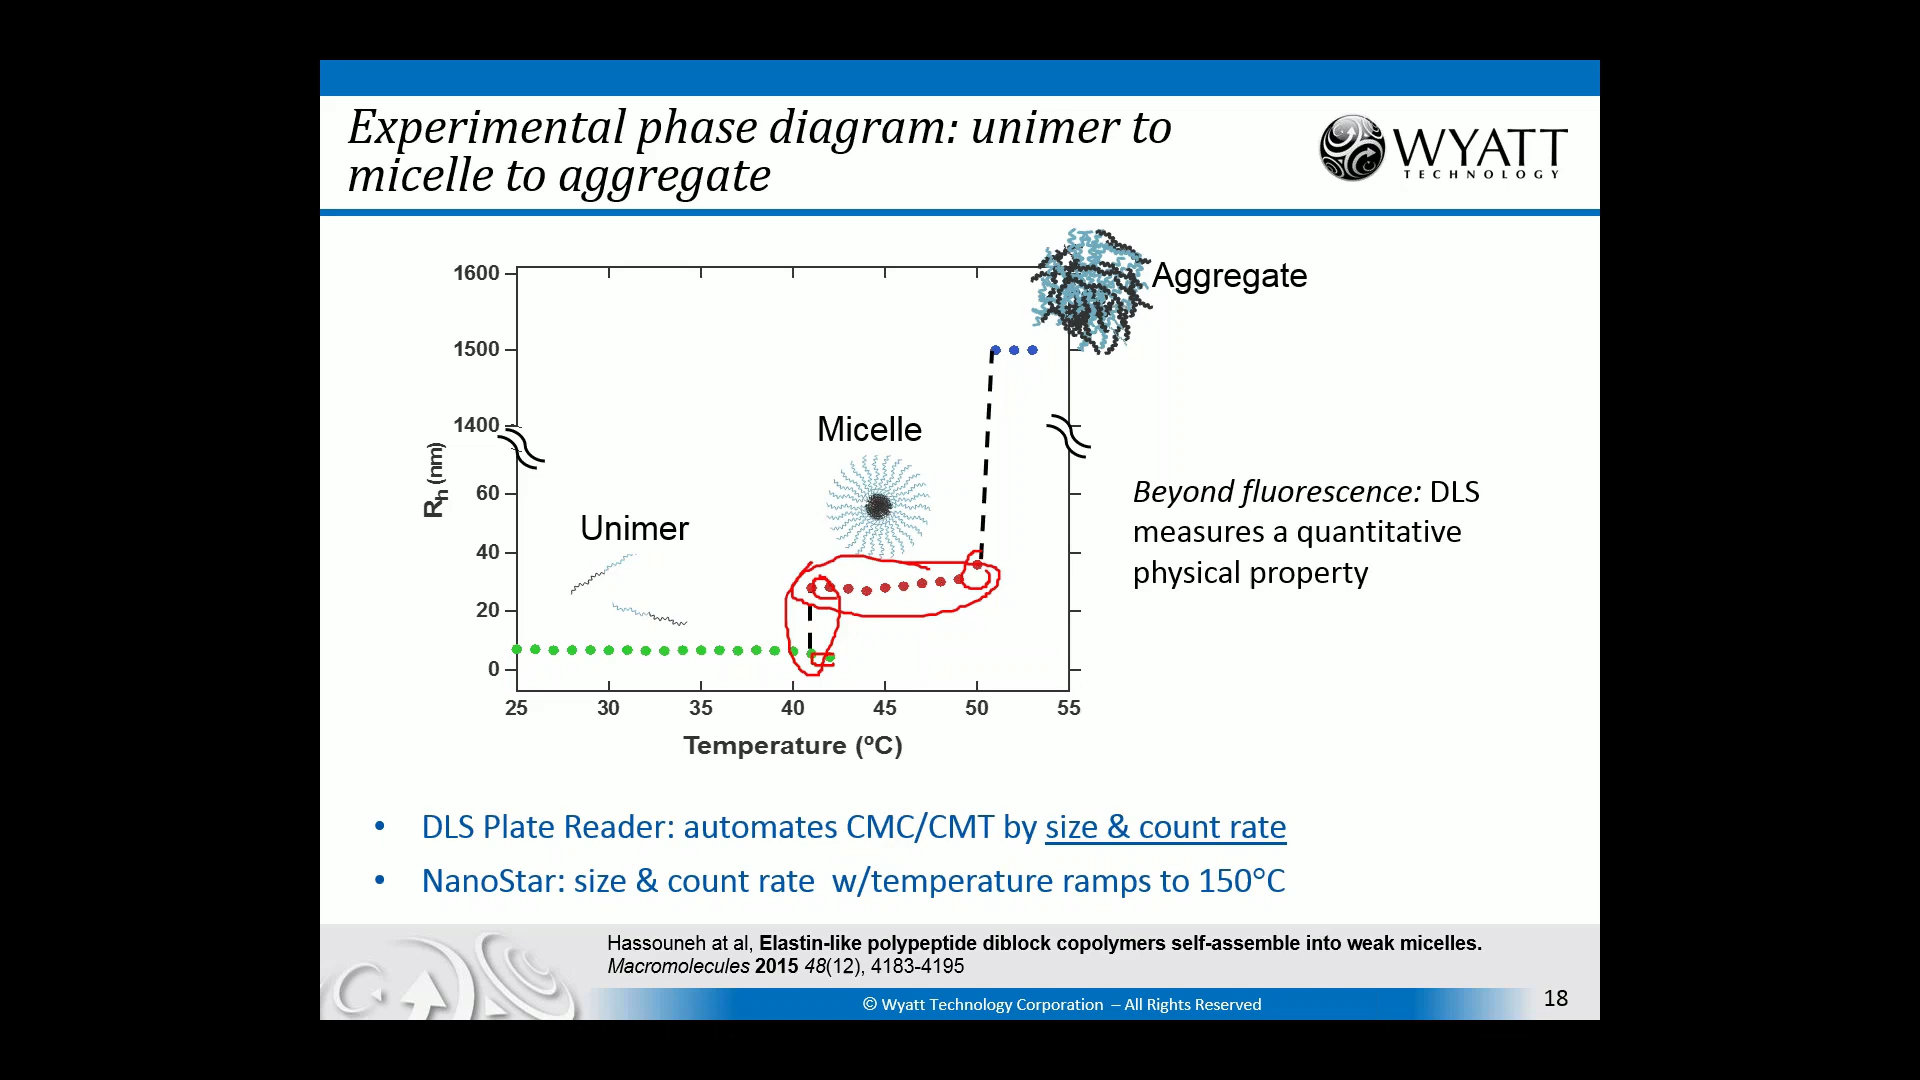 Experimental phase diagram: unimer to
micelle to aggregate
WYATT
TECHNOLOGY
1600
1500
1400
60
40
20
0
Rh (nm)
25 30 35 40 45 50 55
Temperature (ºC)
Unimer
Micelle
Aggregate
Beyond fluorescence: DLS
measures a quantitative
physical property
• DLS Plate Reader: automates CMC/CMT by size & count rate
• NanoStar: size & count rate w/temperature ramps to 150°C
Hassouneh at al, Elastin-like polypeptide diblock copolymers self-assemble into weak micelles.
Macromolecules 2015 48(12), 4183-4195
© Wyatt Technology Corporation – All Rights Reserved
18